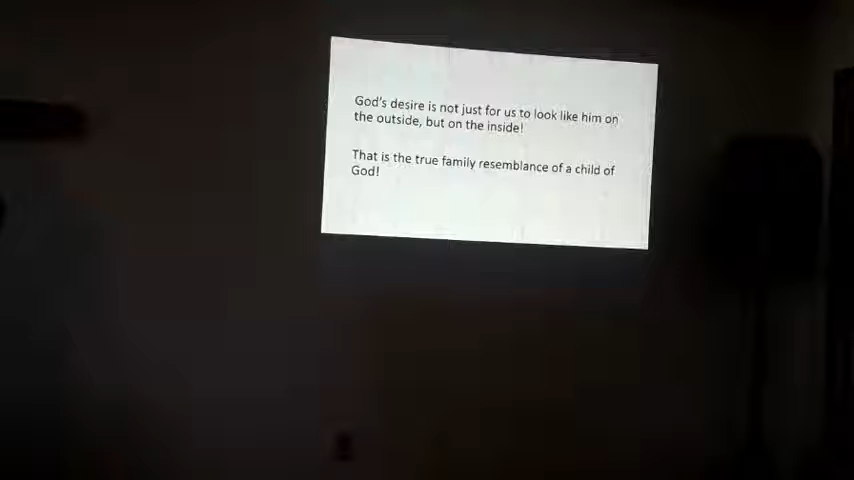 God's desire is not just for us to look like him on
the outside, but on the inside!
That is the true family resemblance of a child of
God!